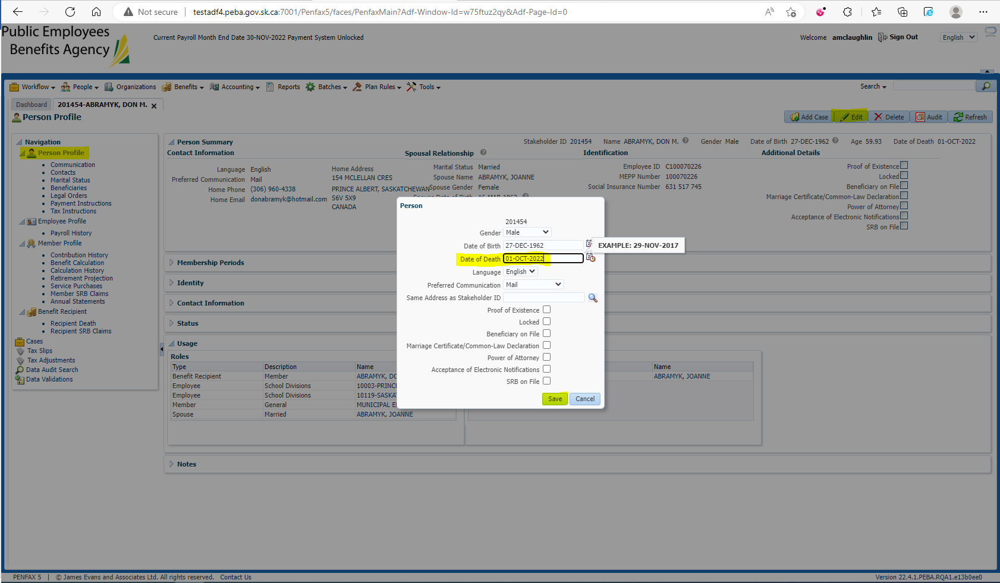 Not secure
testadf4.peba.gov.sk.ca:7001/Penfax5/faces/PenfaxMain?Adf-Window-Id=w75ftuz2qy&Adf-Page-Id=0
Public Employees
Benefits Agency
Current Payroll Month End Date 30-NOV-2022 Payment System Unlocked
Welcome amclaughlin Sign Out English
Workflow People Organizations Benefits Accounting Reports Batches Plan Rules Tools Search
Dashboard 201454-ABRAMYK, DON M.
Person Profile
Add Case Edit Delete Audit Refresh
Navigation
Person Profile
Communication
Contacts
Marital Status
Beneficiaries
Legal Orders
Payment Instructions
Tax Instructions
Employee Profile
Payroll History
Member Profile
Contribution History
Benefit Calculation
Calculation History
Retirement Projection
Service Purchases
Member SRB Claims
Annual Statements
Benefit Recipient
Recipient Death
Recipient SRB Claims
Cases
Tax Slips
Tax Adjustments
Data Audit Search
Data Validations
Person Summary
Stakeholder ID 201454 Name ABRAMYK, DON M. Gender Male Date of Birth 27-DEC-1962 Age 59.93 Date of Death 01-OCT-2022
Contact Information
Language English
Preferred Communication Mail
Home Phone (306) 960-4338
Home Email donabramyk@hotmail.com
Home Address
154 MCLELLAN CRES
PRINCE ALBERT, SASKATCHEWAN
S6V 5X9
CANADA
Spousal Relationship
Marital Status Married
Spouse Name ABRAMYK, JOANNE
Spouse Gender Female
Spouse Date of Birth 16-MAR-1963
Identification
Employee ID C100070226
MEPP Number 100070226
Social Insurance Number 631 517 745
Additional Details
Proof of Existence
Locked
Beneficiary on File
Marriage Certificate/Common-Law Declaration
Power of Attorney
Acceptance of Electronic Notifications
SRB on File
Membership Periods
Identity
Contact Information
Status
Usage
Roles
Type Description Name
Benefit Recipient Member ABRAMYK, DO
Employee School Divisions 10003-PRINC
Employee School Divisions 10119-SASKA
Member General MUNICIPAL E
Spouse Married ABRAMYK, JOANNE
Name
ABRAMYK, JOANNE
Notes
Person
201454
Gender Male
Date of Birth 27-DEC-1962
EXAMPLE: 29-NOV-2017
Date of Death 01-OCT-2022
Language English
Preferred Communication Mail
Same Address as Stakeholder ID
Proof of Existence
Locked
Beneficiary on File
Marriage Certificate/Common-Law Declaration
Power of Attorney
Acceptance of Electronic Notifications
SRB on File
Save Cancel
PENFAX 5 | © James Evans and Associates Ltd. All rights reserved. Contact Us
Version 22.4.1.PEBA.RQA1.e13b0ee0